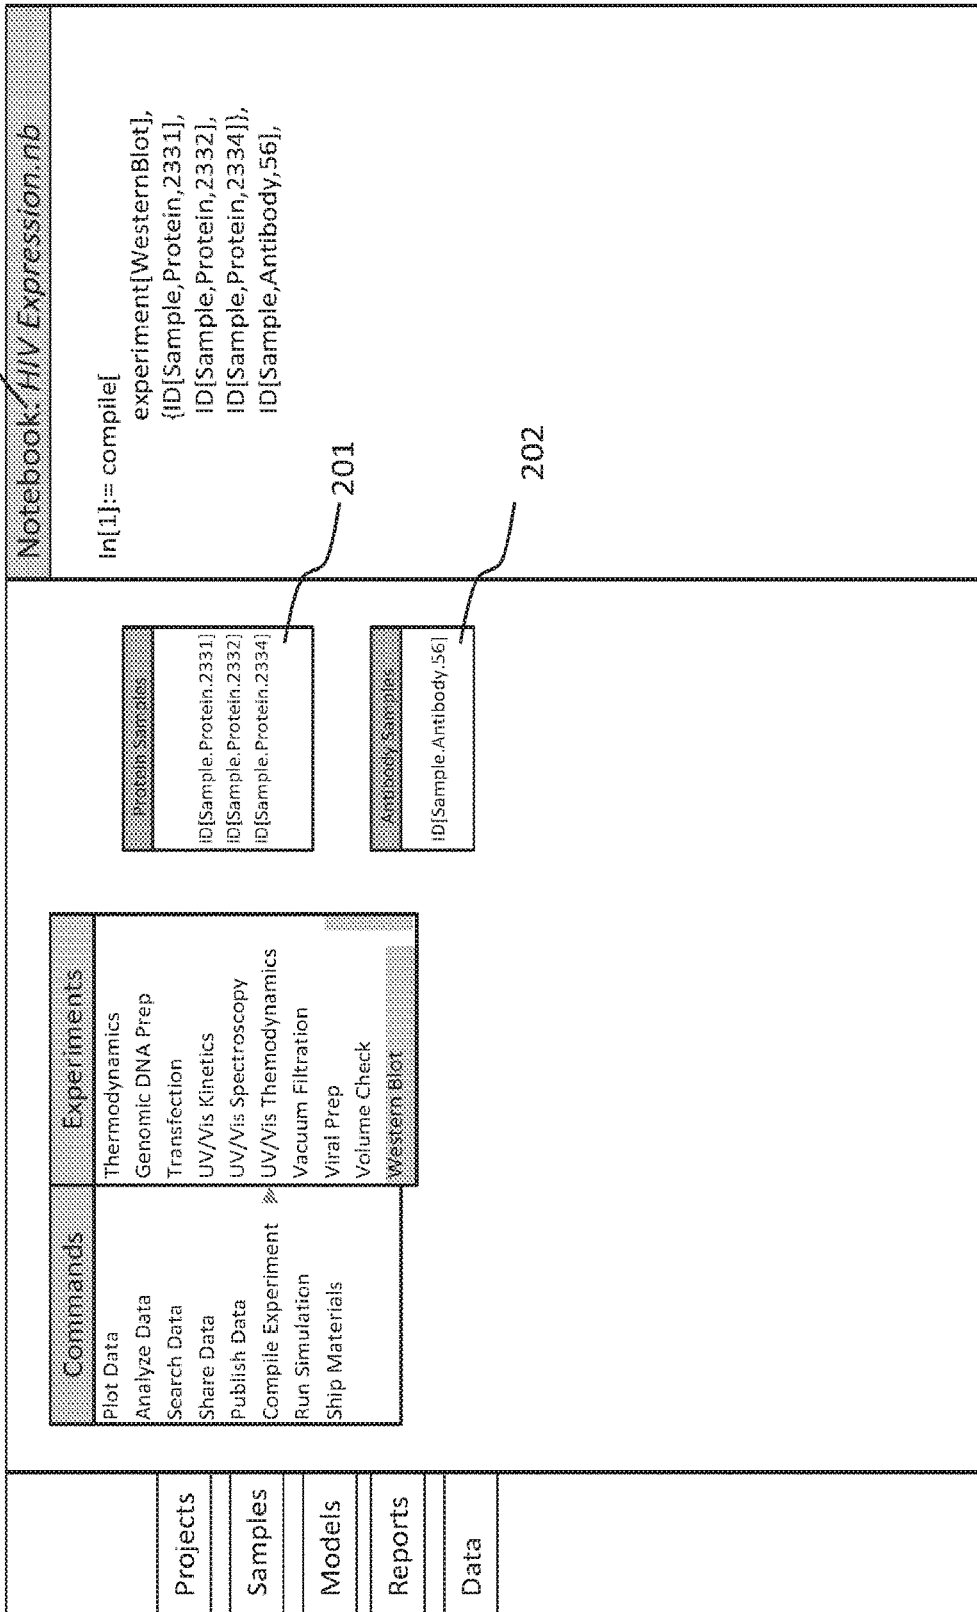 Projects
Samples
Models
Reports
Data
Commands
Plot Data
Analyze Data
Search Data
Share Data
Publish Data
Compile Experiment
Run Simulation
Ship Materials
Experiments
Thermodynamics
Genomic DNA Prep
Transfection
UV/Vis Kinetics
UV/Vis Spectroscopy
UV/Vis Themodynamics
Vacuum Filtration
Viral Prep
Volume Check
Western Blot
Protein Samples
ID[Sample.Protein.2331]
ID[Sample.Protein.2332]
ID[Sample.Protein.2334]
201
Antibody Samples
ID[Sample.Antibody.56]
202
Notebook: HIV Expression.nb
In[1]:= compile[
experiment[WesternBlot],
{ID[Sample,Protein,2331],
ID[Sample,Protein,2332],
ID[Sample,Protein,2334]},
ID[Sample,Antibody,56],